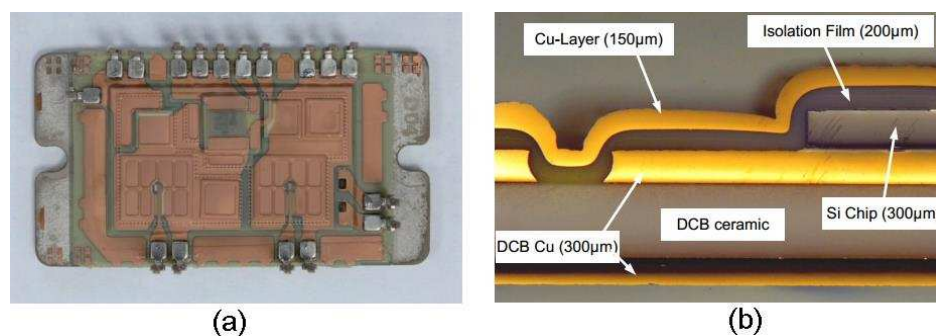 Cu-Layer (150µm)
Isolation Film (200µm)
Si Chip (300µm
DCB ceramic
DCB Cu (300µm)
(a)
(b)